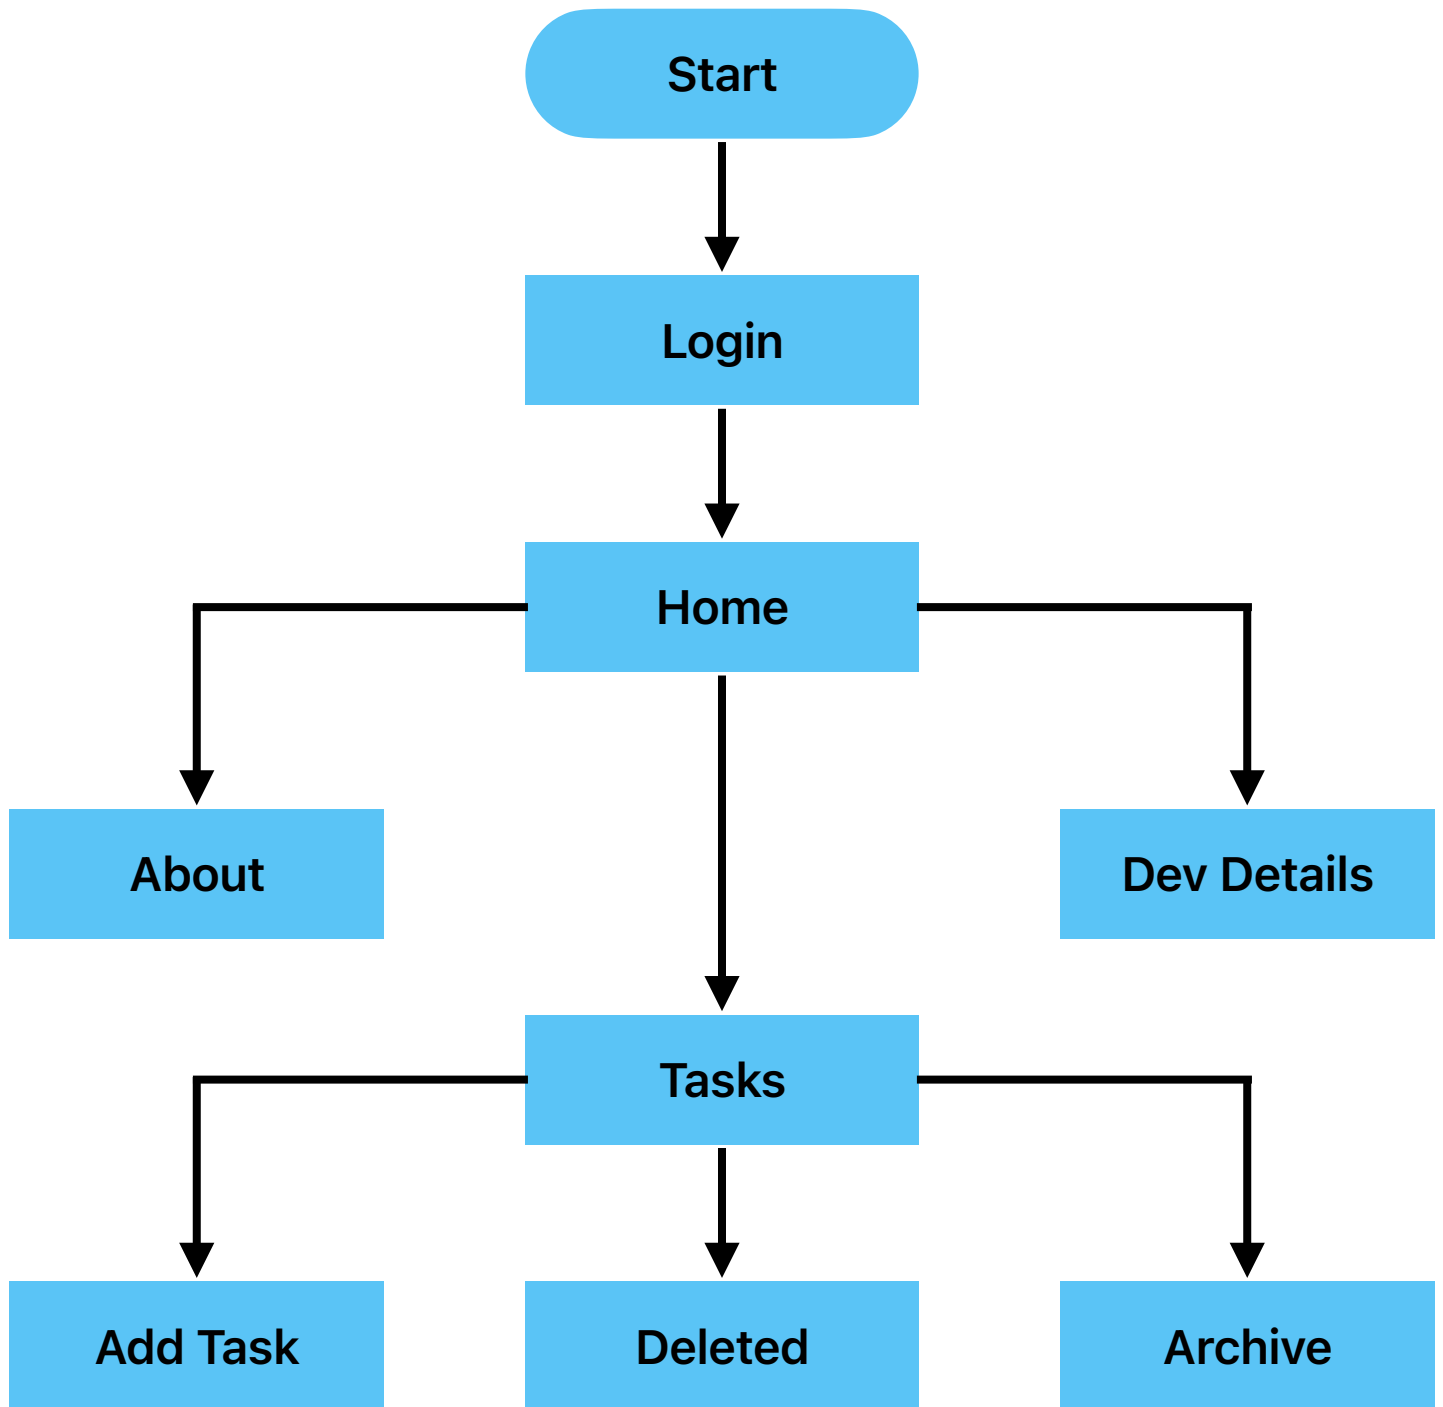 Start
Login
Home
About
Dev Details
Tasks
Add Task
Deleted
Archive